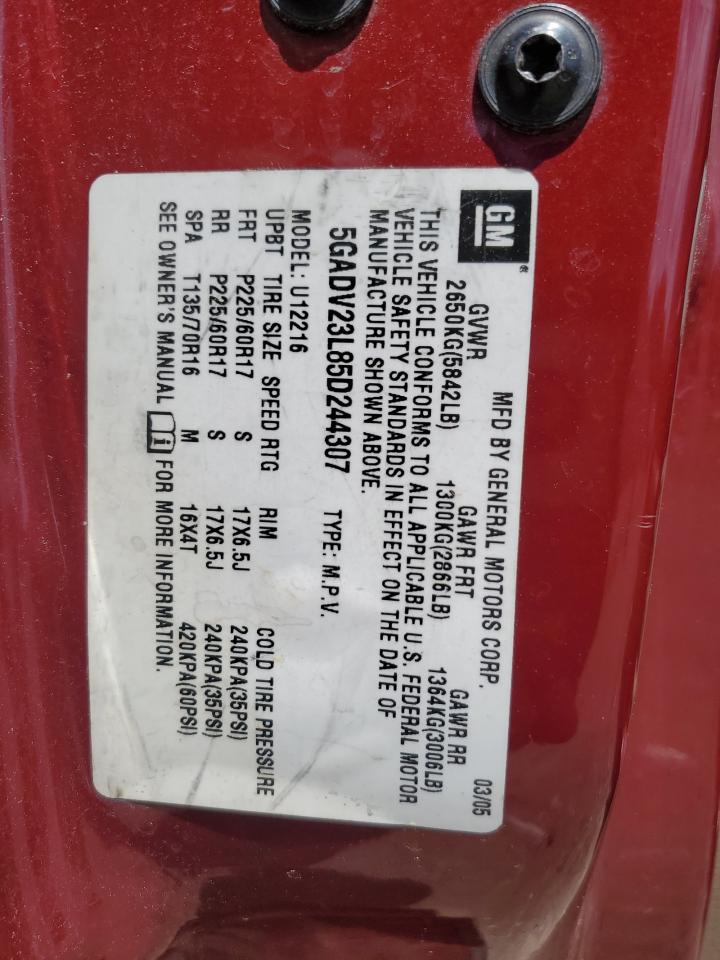 GM®
MFD BY GENERAL MOTORS CORP. 03/05
GVWR GAWR FRT GAWR RR
2650KG(5842LB) 1300KG(2866LB) 1364KG(3006LB)
THIS VEHICLE CONFORMS TO ALL APPLICABLE U.S. FEDERAL MOTOR
VEHICLE SAFETY STANDARDS IN EFFECT ON THE DATE OF
MANUFACTURE SHOWN ABOVE.
5GADV23L85D244307 TYPE: M.P.V.
MODEL: U12216
UPBT TIRE SIZE SPEED RTG RIM COLD TIRE PRESSURE
FRT P225/60R17 S 17X6.5J 240KPA(35PSI)
RR P225/60R17 S 17X6.5J 240KPA(35PSI)
SPA T135/70R16 M 16X4T 420KPA(60PSI)
SEE OWNER'S MANUAL i FOR MORE INFORMATION.